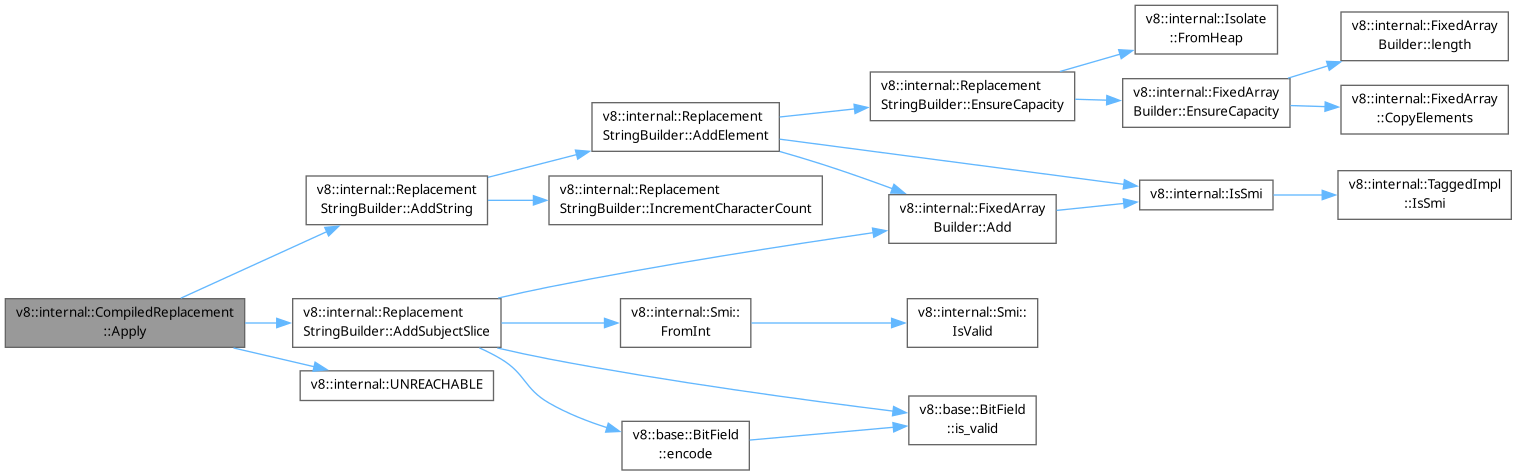 v8::internal::CompiledReplacement
::Apply
v8::internal::Replacement
StringBuilder::AddString
v8::internal::Replacement
StringBuilder::AddElement
v8::internal::Replacement
StringBuilder::EnsureCapacity
v8::internal::Isolate
::FromHeap
v8::internal::FixedArray
Builder::EnsureCapacity
v8::internal::FixedArray
Builder::length
v8::internal::FixedArray
::CopyElements
v8::internal::Replacement
StringBuilder::IncrementCharacterCount
v8::internal::FixedArray
Builder::Add
v8::internal::IsSmi
v8::internal::TaggedImpl
::IsSmi
v8::internal::Replacement
StringBuilder::AddSubjectSlice
v8::internal::Smi::
FromInt
v8::internal::Smi::
IsValid
v8::internal::UNREACHABLE
v8::base::BitField
::encode
v8::base::BitField
::is_valid